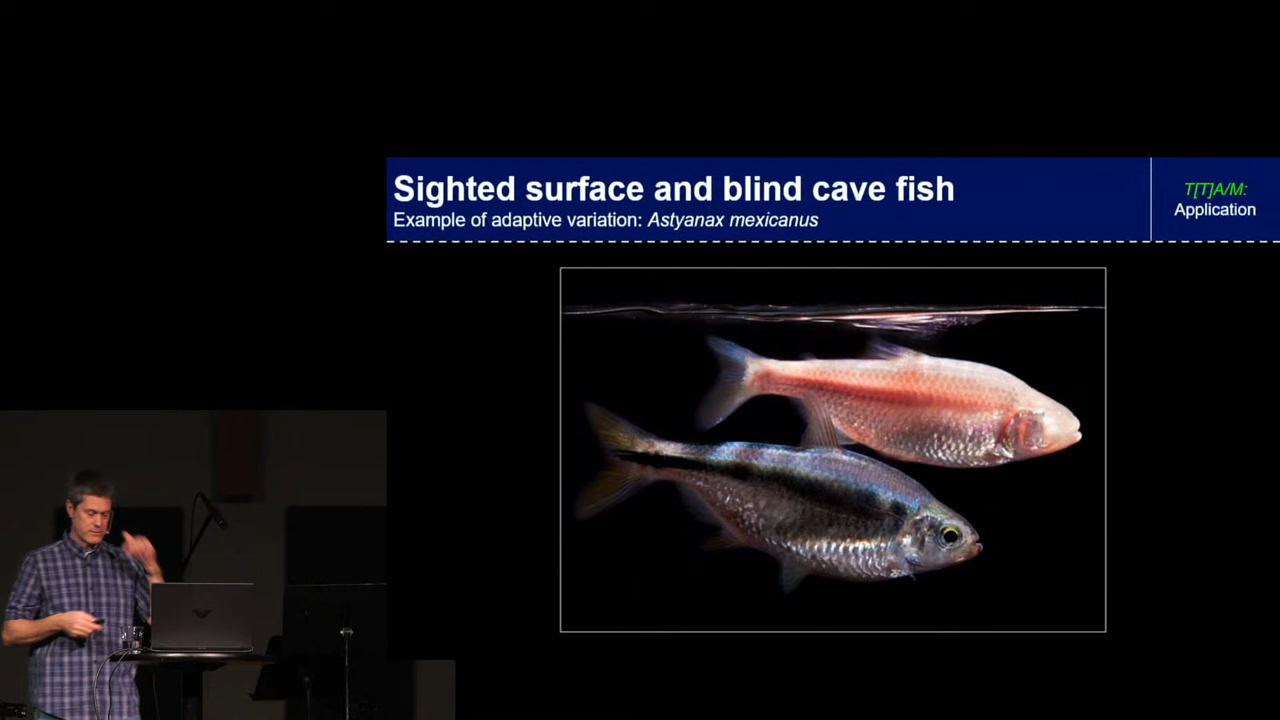 Sighted surface and blind cave fish
Example of adaptive variation: Astyanax mexicanus
T[T]A/M:
Application